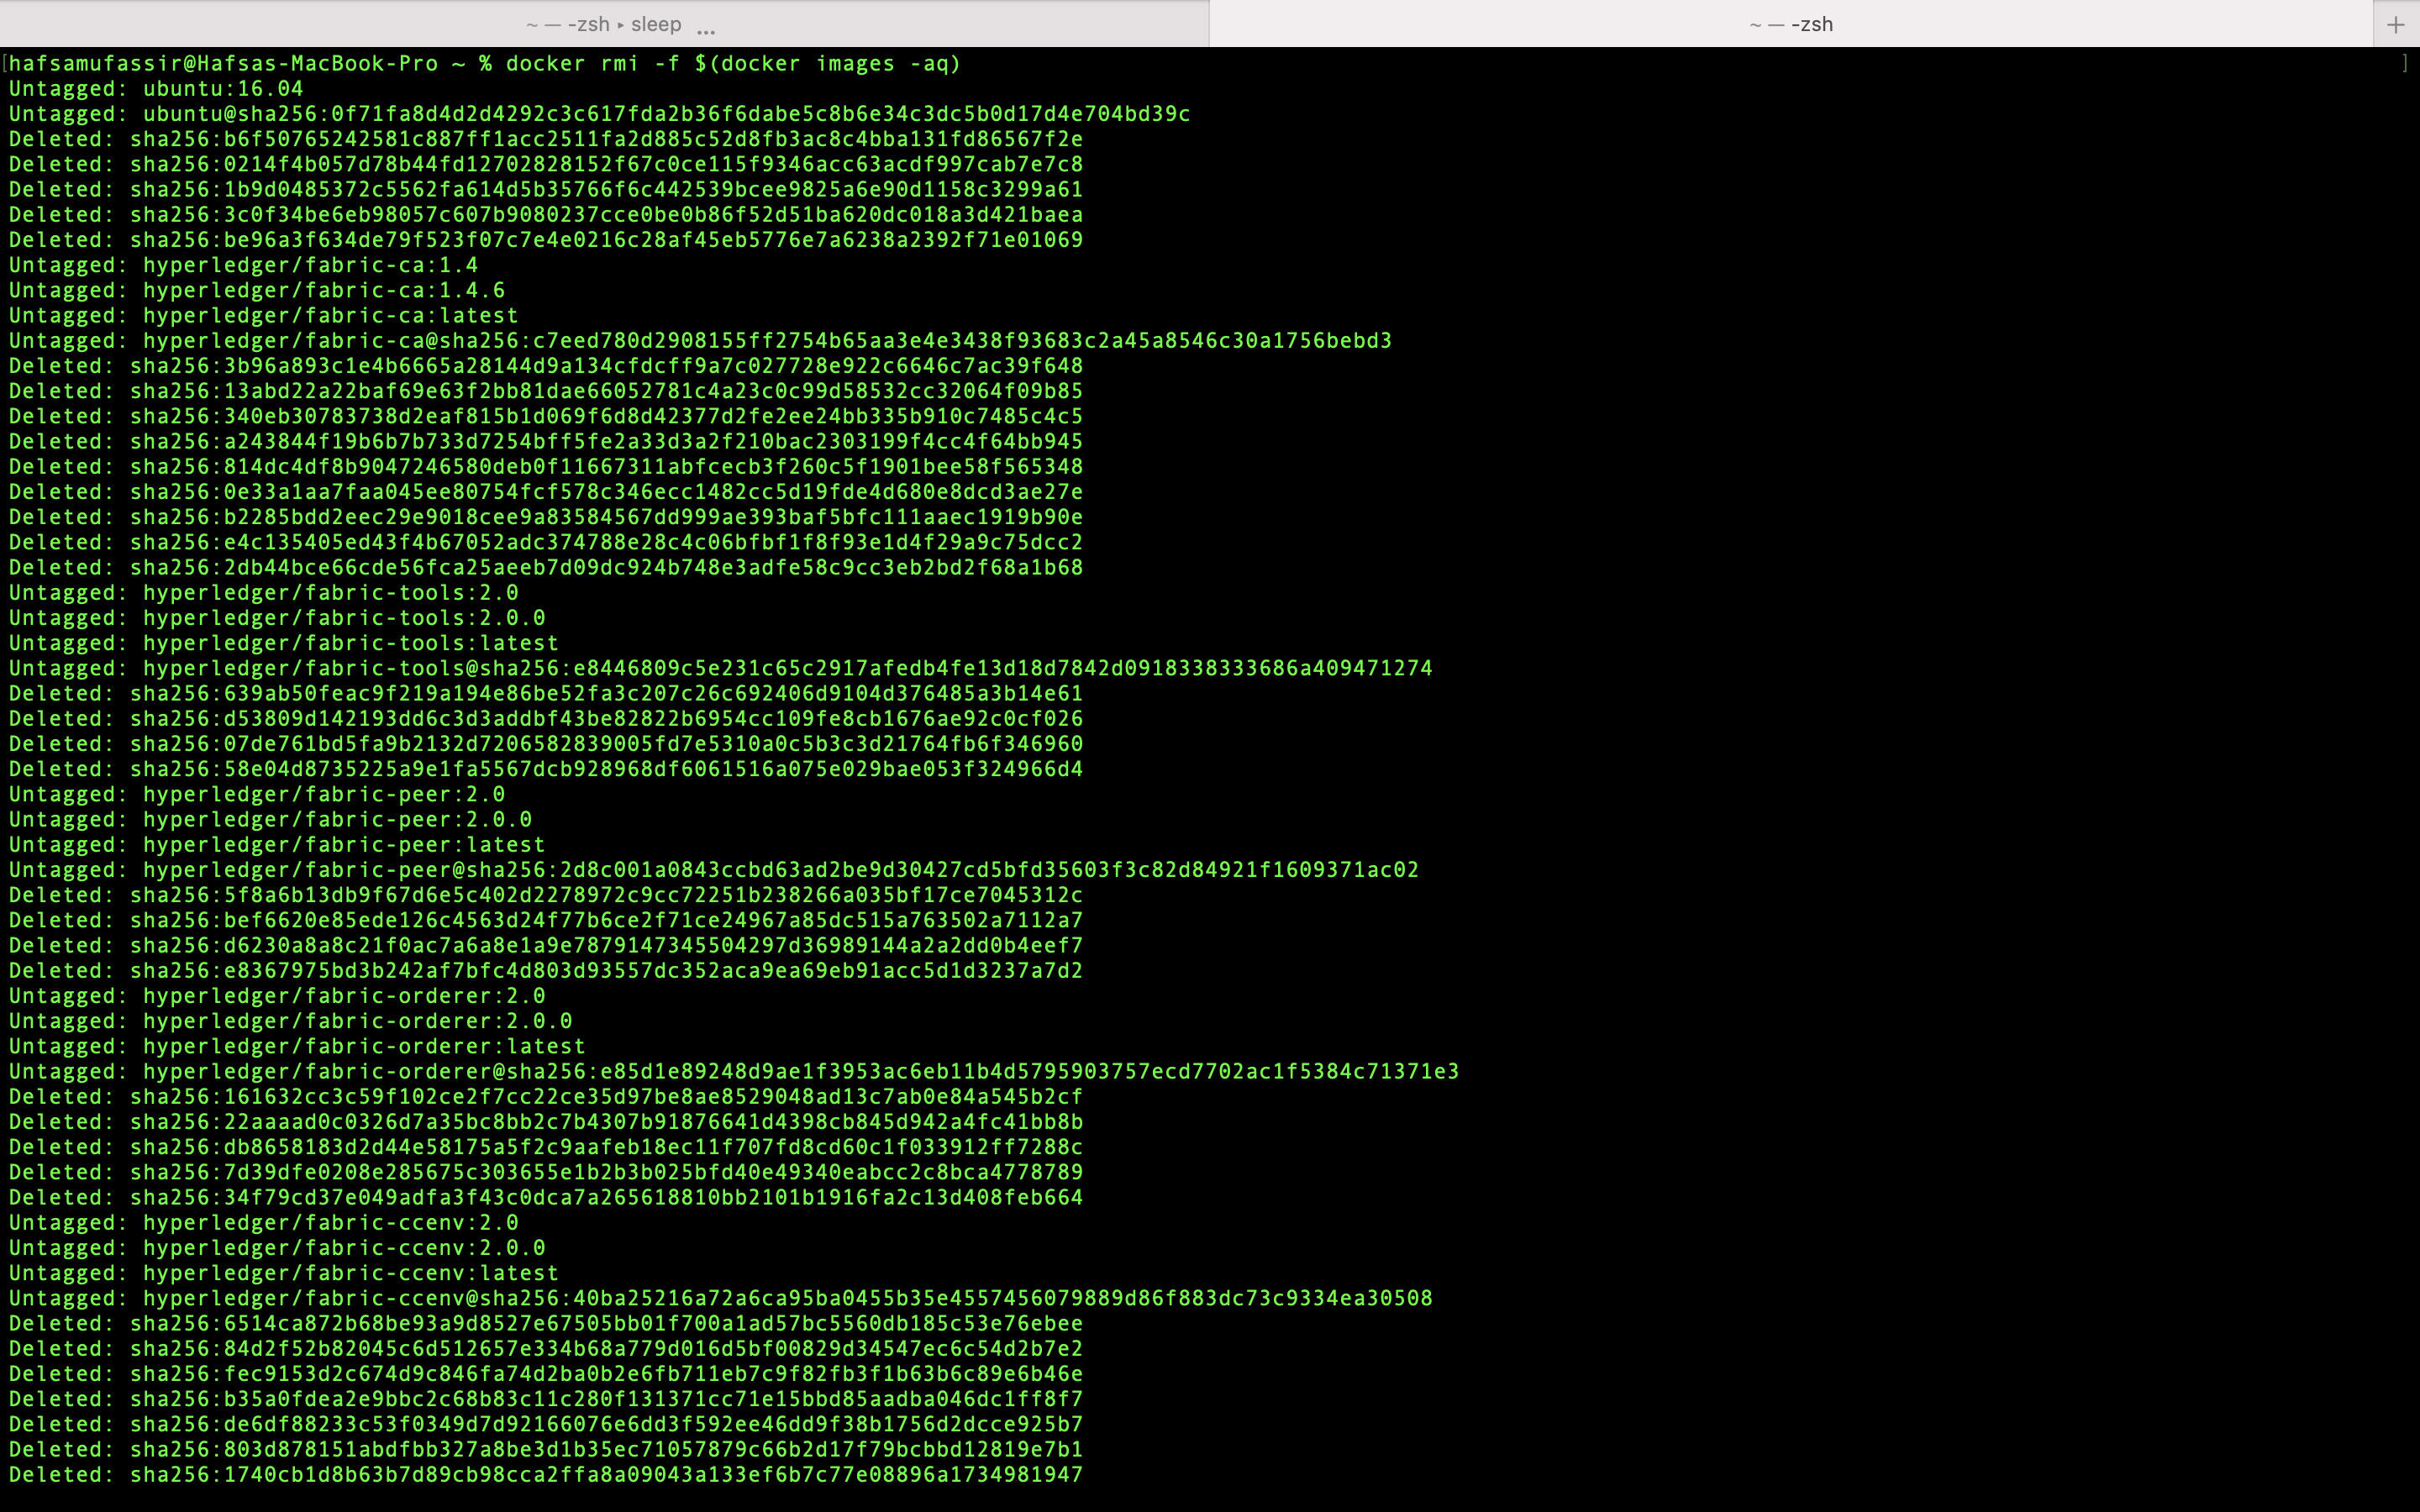 ~ — -zsh ▸ sleep ...
~ — -zsh
+
[hafsamufassir@Hafsas-MacBook-Pro ~ % docker rmi -f $(docker images -aq) ]
Untagged: ubuntu:16.04
Untagged: ubuntu@sha256:0f71fa8d4d2d4292c3c617fda2b36f6dabe5c8b6e34c3dc5b0d17d4e704bd39c
Deleted: sha256:b6f50765242581c887ff1acc2511fa2d885c52d8fb3ac8c4bba131fd86567f2e
Deleted: sha256:0214f4b057d78b44fd12702828152f67c0ce115f9346acc63acdf997cab7e7c8
Deleted: sha256:1b9d0485372c5562fa614d5b35766f6c442539bcee9825a6e90d1158c3299a61
Deleted: sha256:3c0f34be6eb98057c607b9080237cce0be0b86f52d51ba620dc018a3d421baea
Deleted: sha256:be96a3f634de79f523f07c7e4e0216c28af45eb5776e7a6238a2392f71e01069
Untagged: hyperledger/fabric-ca:1.4
Untagged: hyperledger/fabric-ca:1.4.6
Untagged: hyperledger/fabric-ca:latest
Untagged: hyperledger/fabric-ca@sha256:c7eed780d2908155ff2754b65aa3e4e3438f93683c2a45a8546c30a1756bebd3
Deleted: sha256:3b96a893c1e4b6665a28144d9a134cfdcff9a7c027728e922c6646c7ac39f648
Deleted: sha256:13abd22a22baf69e63f2bb81dae66052781c4a23c0c99d58532cc32064f09b85
Deleted: sha256:340eb30783738d2eaf815b1d069f6d8d42377d2fe2ee24bb335b910c7485c4c5
Deleted: sha256:a243844f19b6b7b733d7254bff5fe2a33d3a2f210bac2303199f4cc4f64bb945
Deleted: sha256:814dc4df8b9047246580deb0f11667311abfcecb3f260c5f1901bee58f565348
Deleted: sha256:0e33a1aa7faa045ee80754fcf578c346ecc1482cc5d19fde4d680e8dcd3ae27e
Deleted: sha256:b2285bdd2eec29e9018cee9a83584567dd999ae393baf5bfc111aaec1919b90e
Deleted: sha256:e4c135405ed43f4b67052adc374788e28c4c06bfbf1f8f93e1d4f29a9c75dcc2
Deleted: sha256:2db44bce66cde56fca25aeeb7d09dc924b748e3adfe58c9cc3eb2bd2f68a1b68
Untagged: hyperledger/fabric-tools:2.0
Untagged: hyperledger/fabric-tools:2.0.0
Untagged: hyperledger/fabric-tools:latest
Untagged: hyperledger/fabric-tools@sha256:e8446809c5e231c65c2917afedb4fe13d18d7842d0918338333686a409471274
Deleted: sha256:639ab50feac9f219a194e86be52fa3c207c26c692406d9104d376485a3b14e61
Deleted: sha256:d53809d142193dd6c3d3addbf43be82822b6954cc109fe8cb1676ae92c0cf026
Deleted: sha256:07de761bd5fa9b2132d7206582839005fd7e5310a0c5b3c3d21764fb6f346960
Deleted: sha256:58e04d8735225a9e1fa5567dcb928968df6061516a075e029bae053f324966d4
Untagged: hyperledger/fabric-peer:2.0
Untagged: hyperledger/fabric-peer:2.0.0
Untagged: hyperledger/fabric-peer:latest
Untagged: hyperledger/fabric-peer@sha256:2d8c001a0843ccbd63ad2be9d30427cd5bfd35603f3c82d84921f1609371ac02
Deleted: sha256:5f8a6b13db9f67d6e5c402d2278972c9cc72251b238266a035bf17ce7045312c
Deleted: sha256:bef6620e85ede126c4563d24f77b6ce2f71ce24967a85dc515a763502a7112a7
Deleted: sha256:d6230a8a8c21f0ac7a6a8e1a9e7879147345504297d36989144a2a2dd0b4eef7
Deleted: sha256:e8367975bd3b242af7bfc4d803d93557dc352aca9ea69eb91acc5d1d3237a7d2
Untagged: hyperledger/fabric-orderer:2.0
Untagged: hyperledger/fabric-orderer:2.0.0
Untagged: hyperledger/fabric-orderer:latest
Untagged: hyperledger/fabric-orderer@sha256:e85d1e89248d9ae1f3953ac6eb11b4d5795903757ecd7702ac1f5384c71371e3
Deleted: sha256:161632cc3c59f102ce2f7cc22ce35d97be8ae8529048ad13c7ab0e84a545b2cf
Deleted: sha256:22aaaad0c0326d7a35bc8bb2c7b4307b91876641d4398cb845d942a4fc41bb8b
Deleted: sha256:db8658183d2d44e58175a5f2c9aafeb18ec11f707fd8cd60c1f033912ff7288c
Deleted: sha256:7d39dfe0208e285675c303655e1b2b3b025bfd40e49340eabcc2c8bca4778789
Deleted: sha256:34f79cd37e049adfa3f43c0dca7a265618810bb2101b1916fa2c13d408feb664
Untagged: hyperledger/fabric-ccenv:2.0
Untagged: hyperledger/fabric-ccenv:2.0.0
Untagged: hyperledger/fabric-ccenv:latest
Untagged: hyperledger/fabric-ccenv@sha256:40ba25216a72a6ca95ba0455b35e4557456079889d86f883dc73c9334ea30508
Deleted: sha256:6514ca872b68be93a9d8527e67505bb01f700a1ad57bc5560db185c53e76ebee
Deleted: sha256:84d2f52b82045c6d512657e334b68a779d016d5bf00829d34547ec6c54d2b7e2
Deleted: sha256:fec9153d2c674d9c846fa74d2ba0b2e6fb711eb7c9f82fb3f1b63b6c89e6b46e
Deleted: sha256:b35a0fdea2e9bbc2c68b83c11c280f131371cc71e15bbd85aadba046dc1ff8f7
Deleted: sha256:de6df88233c53f0349d7d92166076e6dd3f592ee46dd9f38b1756d2dcce925b7
Deleted: sha256:803d878151abdfbb327a8be3d1b35ec71057879c66b2d17f79bcbbd12819e7b1
Deleted: sha256:1740cb1d8b63b7d89cb98cca2ffa8a09043a133ef6b7c77e08896a1734981947